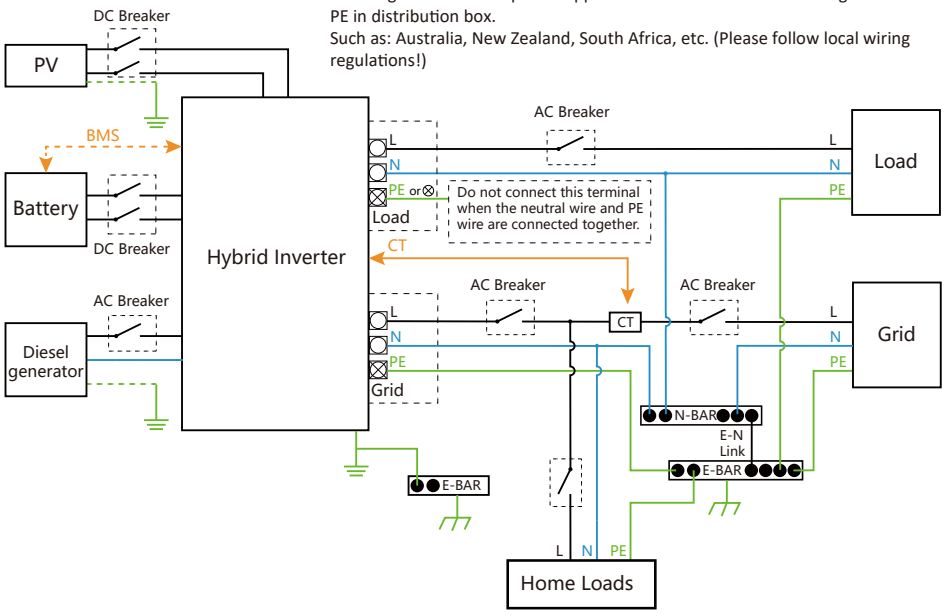 PE in distribution box.
Such as: Australia, New Zealand, South Africa, etc. (Please follow local wiring
regulations!)
DC Breaker
PV
BMS
Battery
DC Breaker
Hybrid Inverter
AC Breaker
Diesel
generator
L
N
PE or
Load
Do not connect this terminal
when the neutral wire and PE
wire are connected together.
AC Breaker
L
N
PE
Load
CT
L
N
PE
Grid
AC Breaker
CT
AC Breaker
L
N
PE
Grid
N-BAR
E-N
Link
E-BAR
E-BAR
L
N
PE
Home Loads